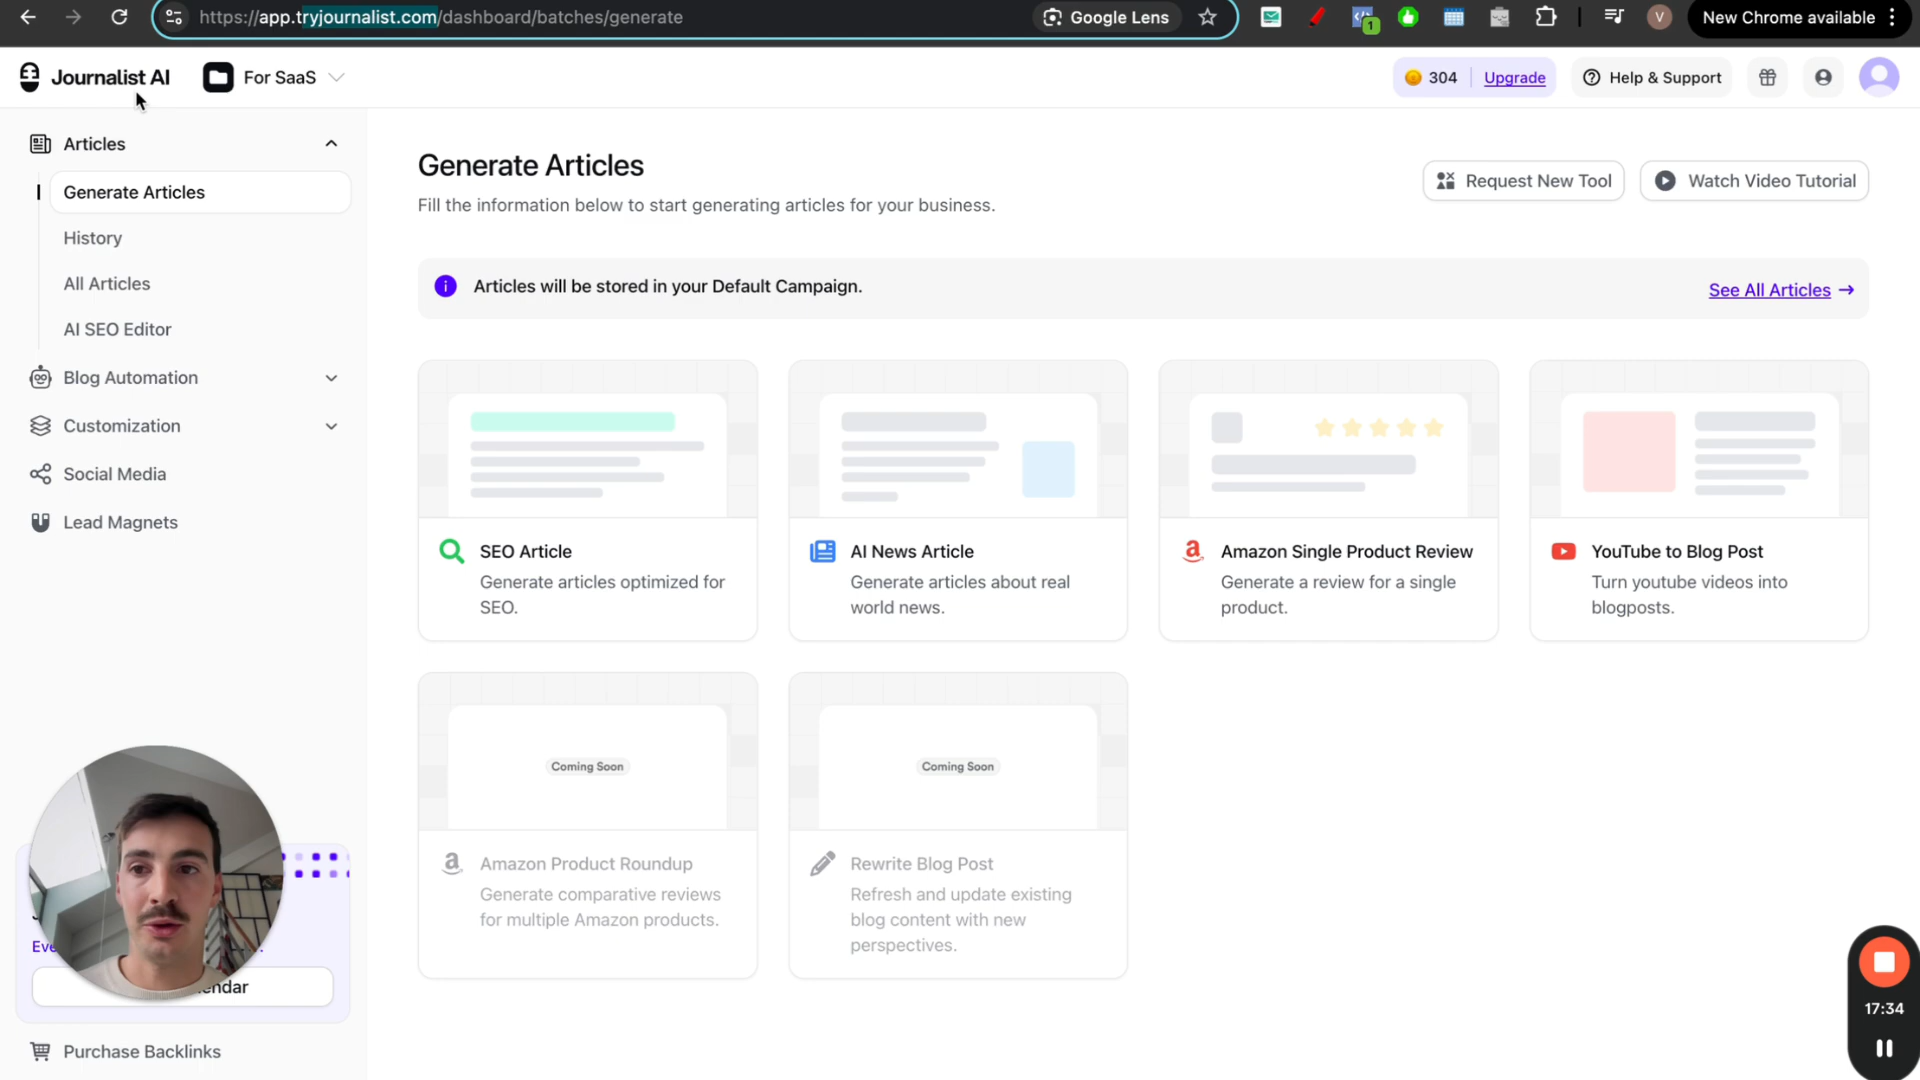 https://app.tryjournalist.com/dashboard/batches/generate
Google Lens
1
V
New Chrome available
Journalist AI
For SaaS
304
Upgrade
Help & Support
Articles
Generate Articles
History
All Articles
AI SEO Editor
Blog Automation
Customization
Social Media
Lead Magnets
Generate Articles
Fill the information below to start generating articles for your business.
Request New Tool
Watch Video Tutorial
Articles will be stored in your Default Campaign.
See All Articles →
SEO Article
Generate articles optimized for
SEO.
AI News Article
Generate articles about real
world news.
Amazon Single Product Review
Generate a review for a single
product.
YouTube to Blog Post
Turn youtube videos into
blogposts.
Coming Soon
Amazon Product Roundup
Generate comparative reviews
for multiple Amazon products.
Coming Soon
Rewrite Blog Post
Refresh and update existing
blog content with new
perspectives.
Purchase Backlinks
17:34